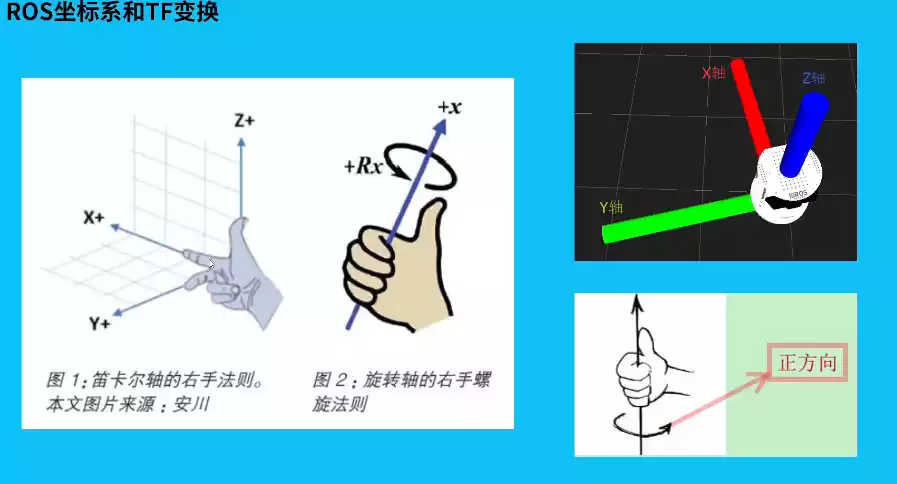 ROS坐标系和TF变换
Z+
X+
Y+
+x
+Rx
图 1:笛卡尔轴的右手法则。
本文图片来源:安川
图 2:旋转轴的右手螺
旋法则
X轴
Z轴
Y轴
正方向